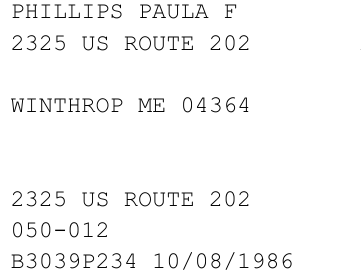 PHILLIPS PAULA F
2325 US ROUTE 202
WINTHROP ME 04364
2325 US ROUTE 202
050-012
B3039P234 10/08/1986